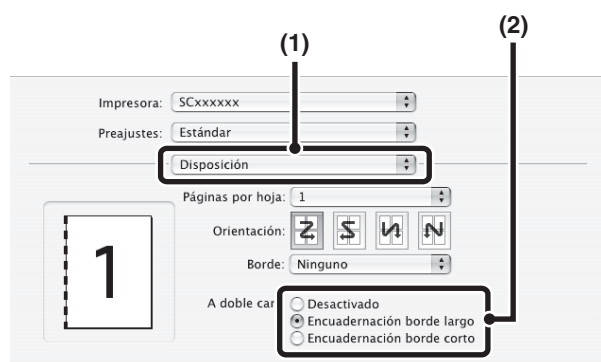 (1)
(2)
Impresora: SCxxxxxx
Preajustes: Estándar
Disposición
Páginas por hoja: 1
Orientación:
Borde: Ninguno
1
A doble car
Desactivado
Encuadernación borde largo
Encuadernación borde corto